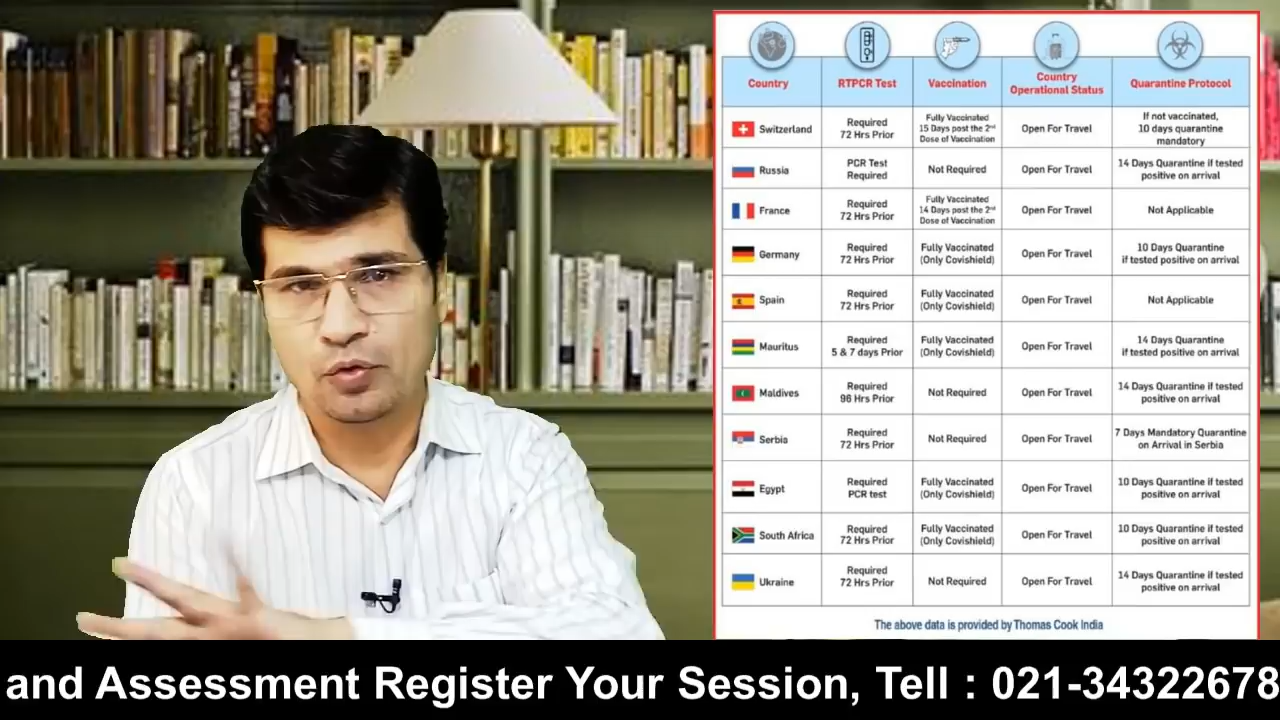 Country
RTPCR Test
Vaccination
Country
Operational Status
Quarantine Protocol
Switzerland
Required
72 Hrs Prior
Fully Vaccinated
15 Days post the 2nd
Dose of Vaccination
Open For Travel
If not vaccinated,
10 days quarantine
mandatory
Russia
PCR Test
Required
Not Required
Open For Travel
14 Days Quarantine if tested
positive on arrival
France
Required
72 Hrs Prior
Fully Vaccinated
14 Days post the 2nd
Dose of Vaccination
Open For Travel
Not Applicable
Germany
Required
72 Hrs Prior
Fully Vaccinated
(Only Covishield)
Open For Travel
10 Days Quarantine
if tested positive on arrival
Spain
Required
72 Hrs Prior
Fully Vaccinated
(Only Covishield)
Open For Travel
Not Applicable
Mauritus
Required
5 & 7 days Prior
Fully Vaccinated
(Only Covishield)
Open For Travel
14 Days Quarantine
if tested positive on arrival
Maldives
Required
96 Hrs Prior
Not Required
Open For Travel
14 Days Quarantine if tested
positive on arrival
Serbia
Required
72 Hrs Prior
Not Required
Open For Travel
7 Days Mandatory Quarantine
on Arrival in Serbia
Egypt
Required
PCR test
Fully Vaccinated
(Only Covishield)
Open For Travel
10 Days Quarantine if tested
positive on arrival
South Africa
Required
72 Hrs Prior
Fully Vaccinated
(Only Covishield)
Open For Travel
10 Days Quarantine if tested
positive on arrival
Ukraine
Required
72 Hrs Prior
Not Required
Open For Travel
14 Days Quarantine if tested
positive on arrival
The above data is provided by Thomas Cook India
and Assessment Register Your Session, Tell : 021-34322678